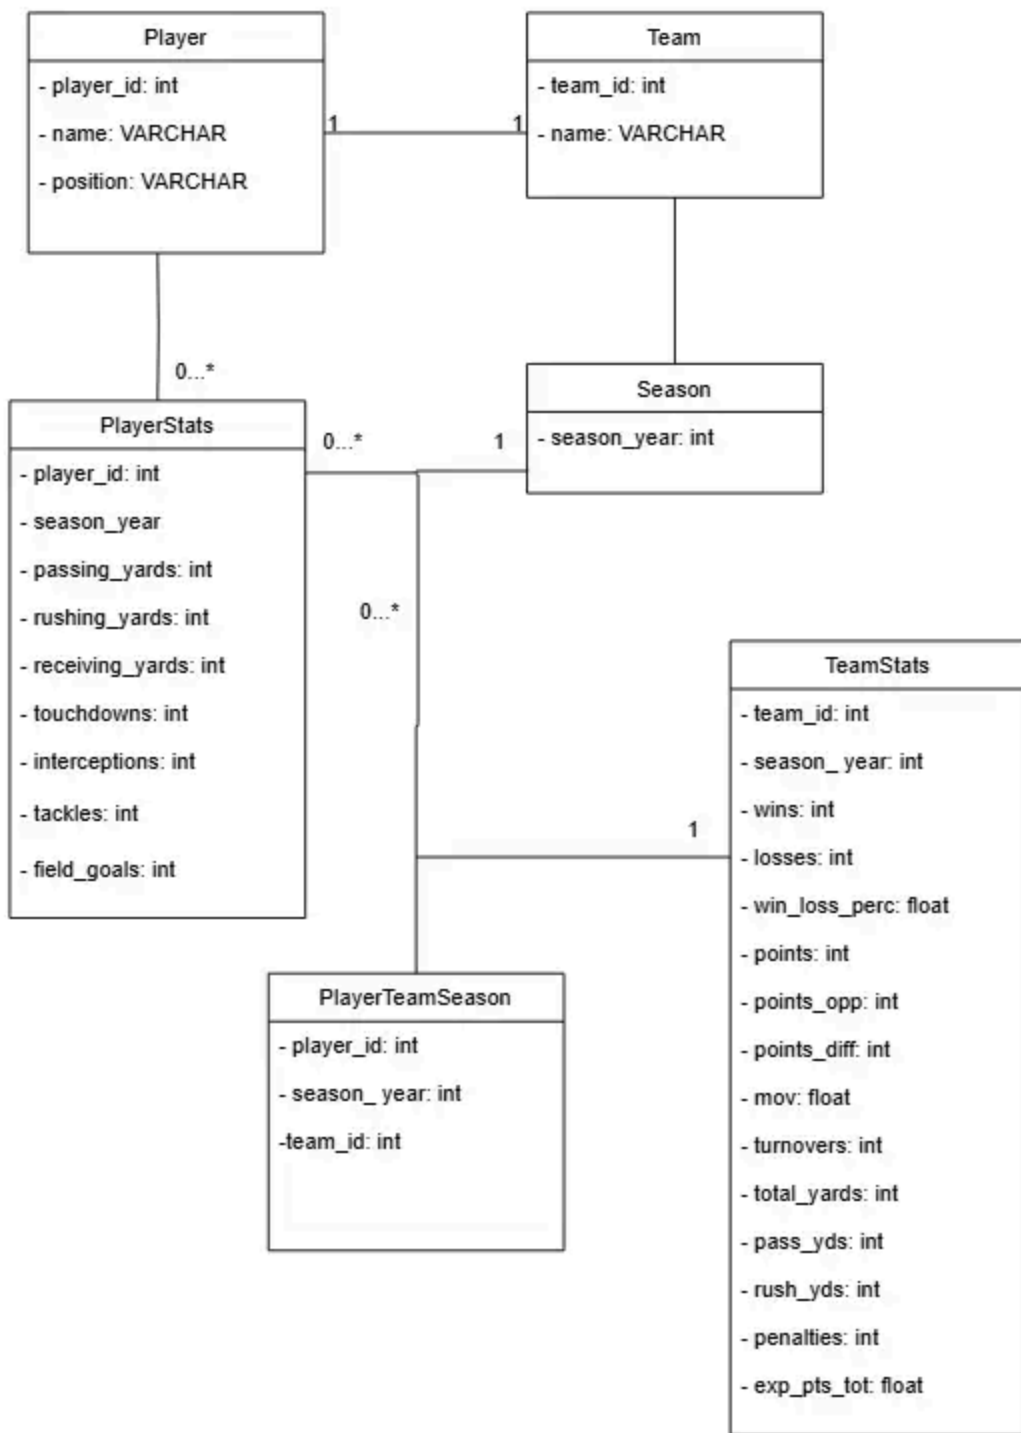 Player
- player_id: int
- name: VARCHAR
- position: VARCHAR
1
1
Team
- team_id: int
- name: VARCHAR
0...*
PlayerStats
- player_id: int
- season_year
- passing_yards: int
- rushing_yards: int
- receiving_yards: int
- touchdowns: int
- interceptions: int
- tackles: int
- field_goals: int
0...*
1
Season
- season_year: int
0...*
1
TeamStats
- team_id: int
- season_ year: int
- wins: int
- losses: int
- win_loss_perc: float
- points: int
- points_opp: int
- points_diff: int
- mov: float
- turnovers: int
- total_yards: int
- pass_yds: int
- rush_yds: int
- penalties: int
- exp_pts_tot: float
PlayerTeamSeason
- player_id: int
- season_ year: int
-team_id: int